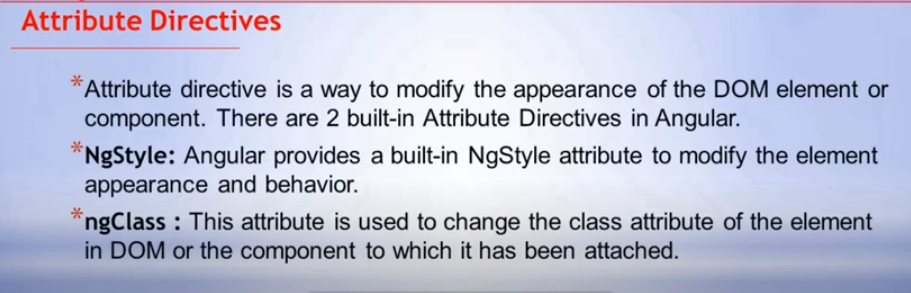 Attribute Directives
*Attribute directive is a way to modify the appearance of the DOM element or
component. There are 2 built-in Attribute Directives in Angular.
*NgStyle: Angular provides a built-in NgStyle attribute to modify the element
appearance and behavior.
*ngClass : This attribute is used to change the class attribute of the element
in DOM or the component to which it has been attached.